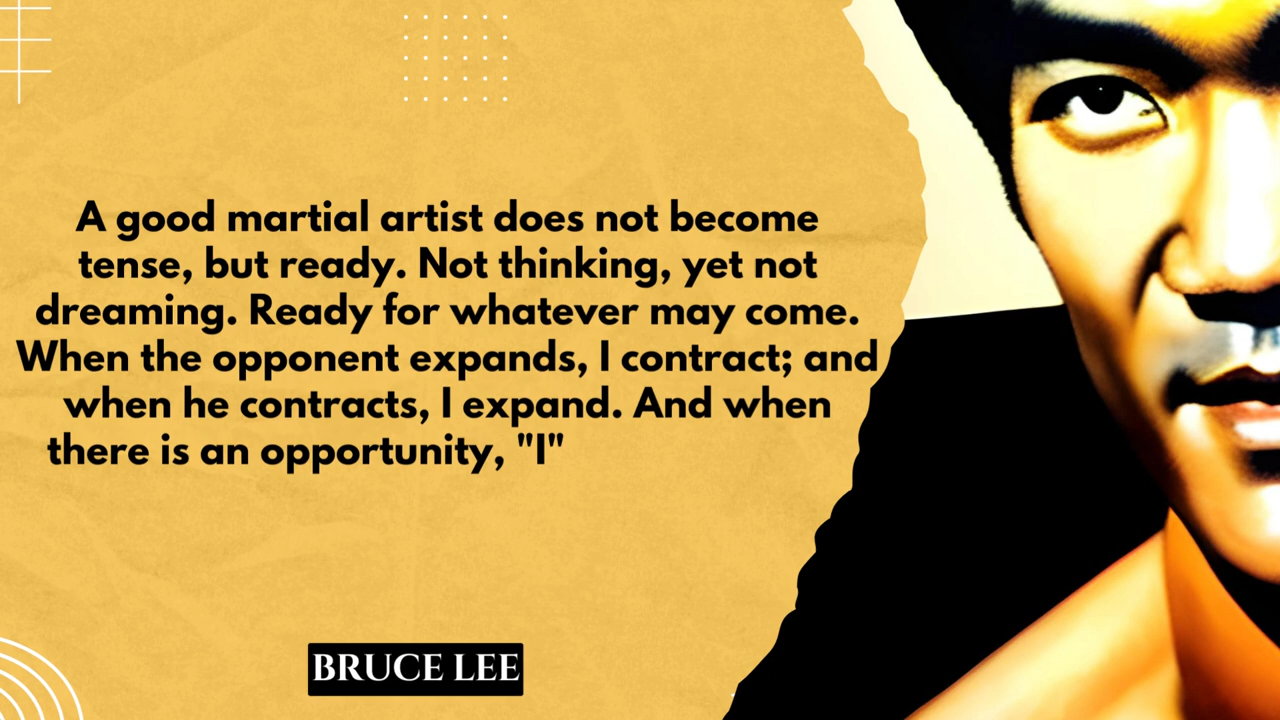 A good martial artist does not become
tense, but ready. Not thinking, yet not
dreaming. Ready for whatever may come.
When the opponent expands, I contract; and
when he contracts, I expand. And when
there is an opportunity, "I"
BRUCE LEE